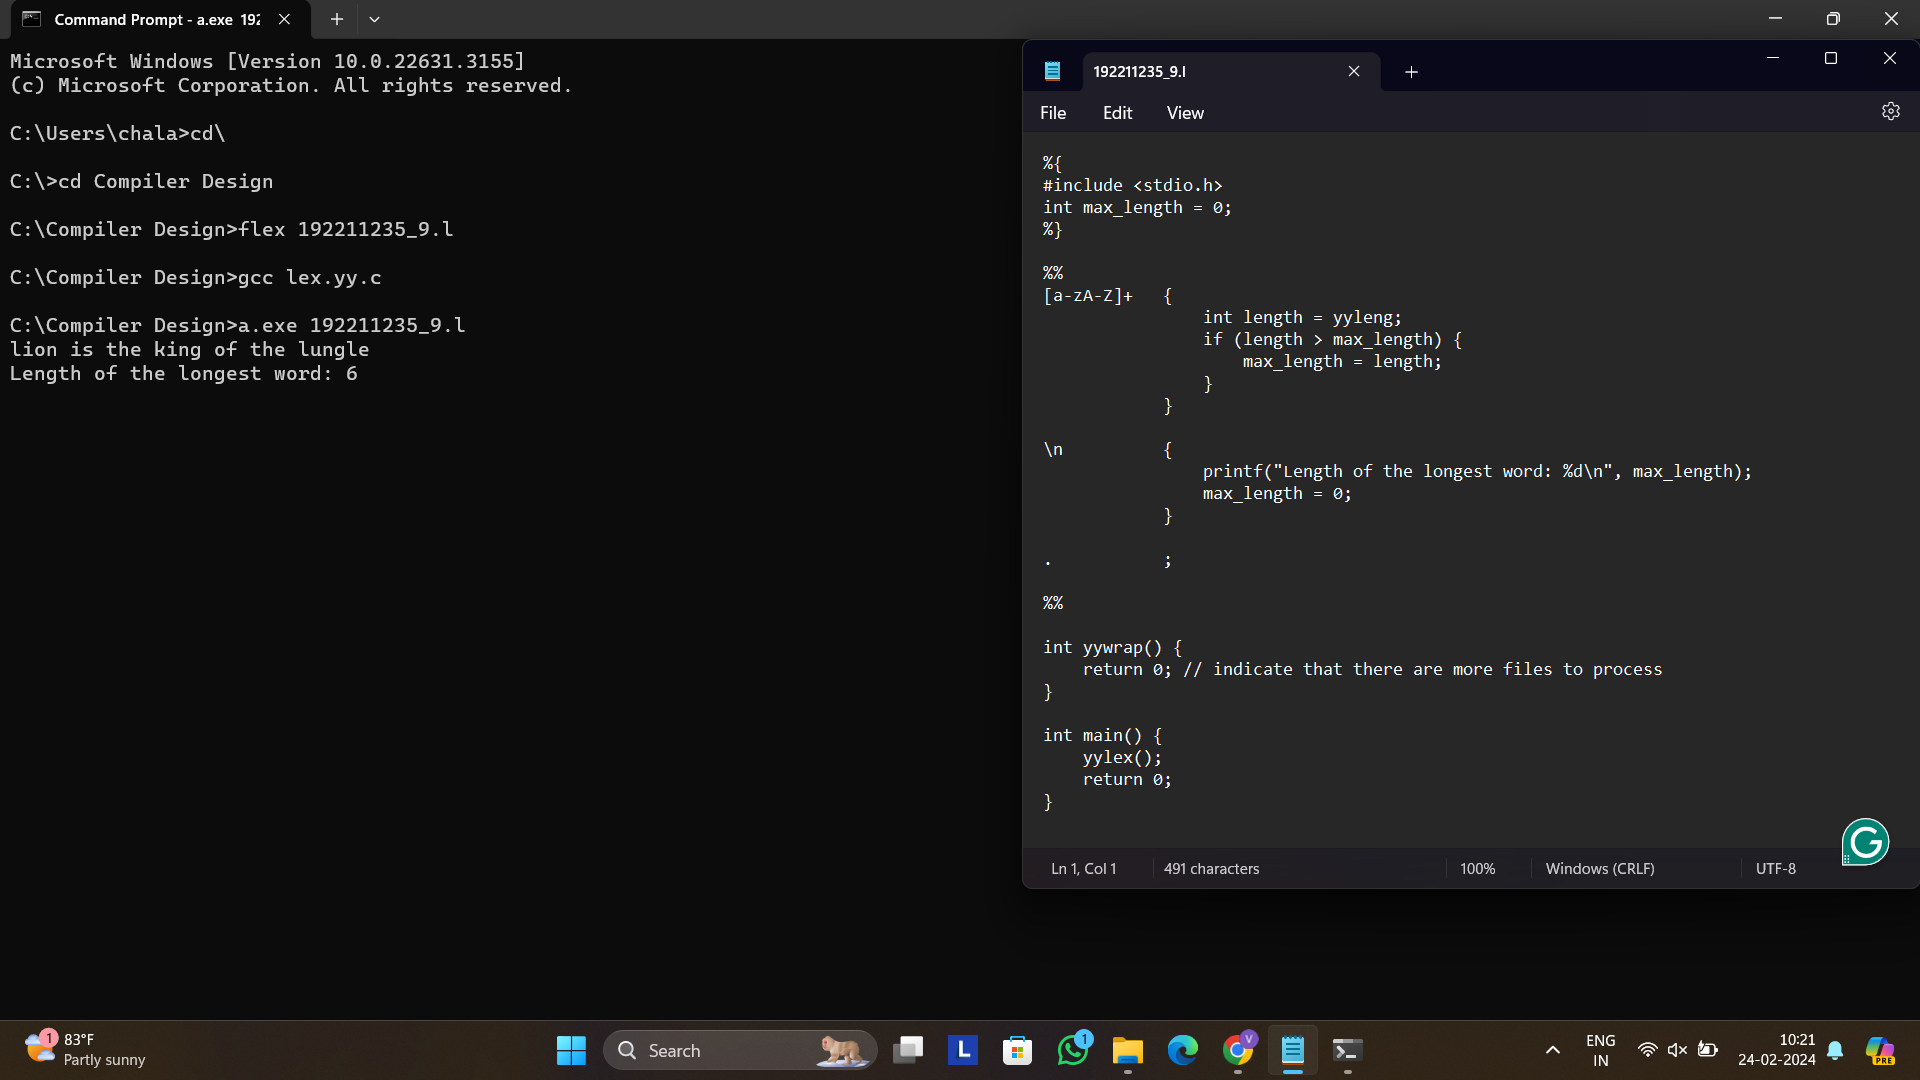 Command Prompt - a.exe 192
Microsoft Windows [Version 10.0.22631.3155]
(c) Microsoft Corporation. All rights reserved.
C:\Users\chala>cd\
C:\>cd Compiler Design
C:\Compiler Design>flex 192211235_9.l
C:\Compiler Design>gcc lex.yy.c
C:\Compiler Design>a.exe 192211235_9.l
lion is the king of the lungle
Length of the longest word: 6
192211235_9.l
File Edit View
%{
#include <stdio.h>
int max_length = 0;
%}
%%
[a-zA-Z]+ {
int length = yyleng;
if (length > max_length) {
max_length = length;
}
}
\n {
printf("Length of the longest word: %d\n", max_length);
max_length = 0;
}
. ;
%%
int yywrap() {
return 0; // indicate that there are more files to process
}
int main() {
yylex();
return 0;
}
G
Ln 1, Col 1 491 characters 100% Windows (CRLF) UTF-8
1
83°F
Partly sunny
Search
L
1
V
ENG
IN
10:21
24-02-2024
PRE